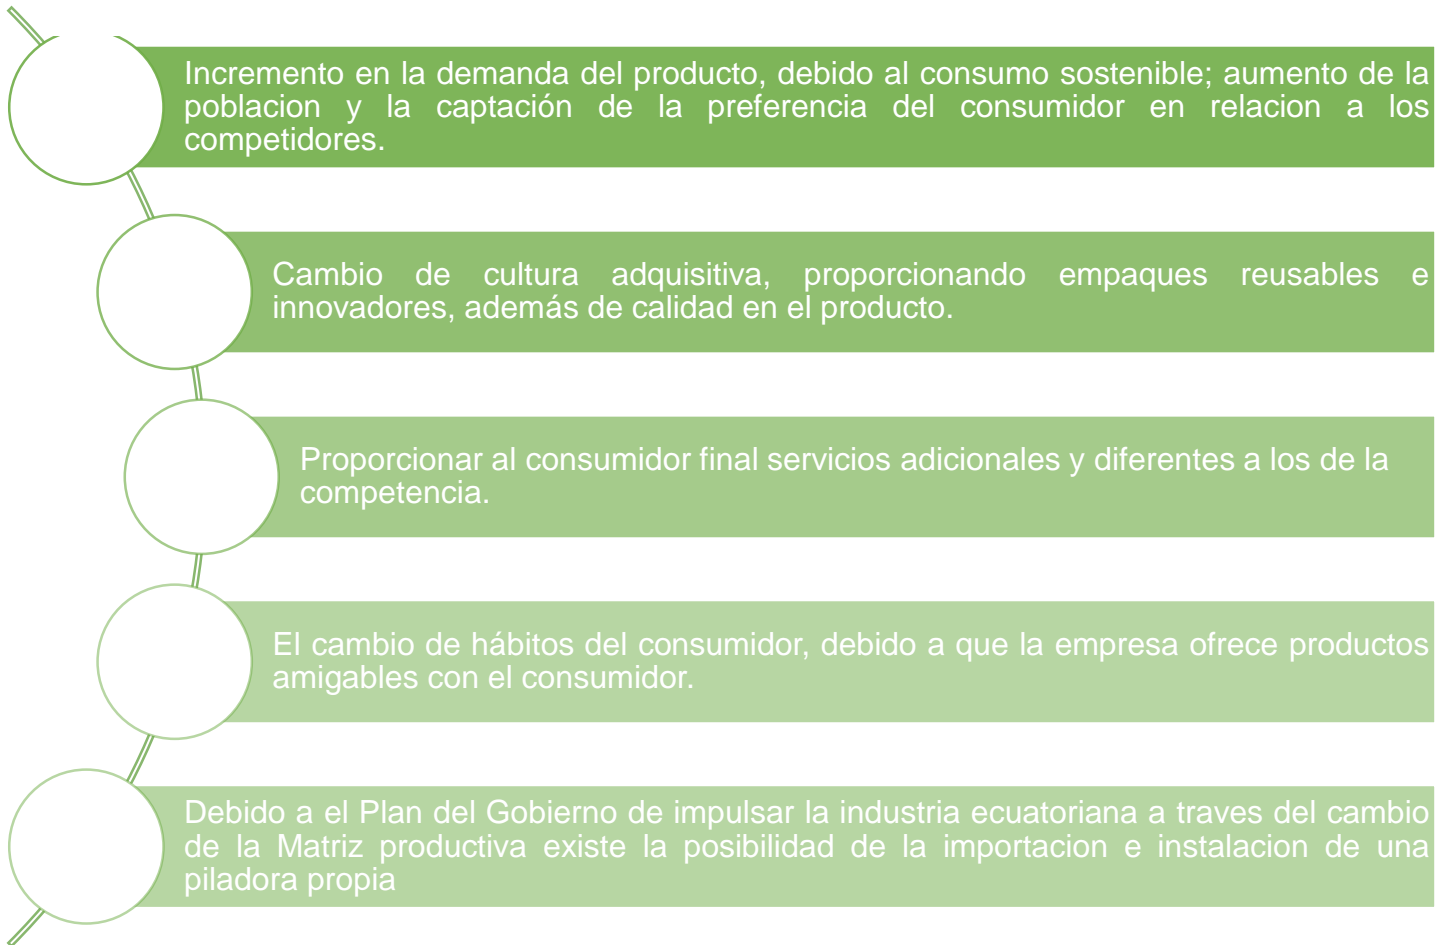 Incremento en la demanda del producto, debido al consumo sostenible; aumento de la
poblacion y la captación de la preferencia del consumidor en relacion a los
competidores.
Cambio de cultura adquisitiva, proporcionando empaques reusables e
innovadores, además de calidad en el producto.
Proporcionar al consumidor final servicios adicionales y diferentes a los de la
competencia.
El cambio de hábitos del consumidor, debido a que la empresa ofrece productos
amigables con el consumidor.
Debido a el Plan del Gobierno de impulsar la industria ecuatoriana a traves del cambio
de la Matriz productiva existe la posibilidad de la importacion e instalacion de una
piladora propia